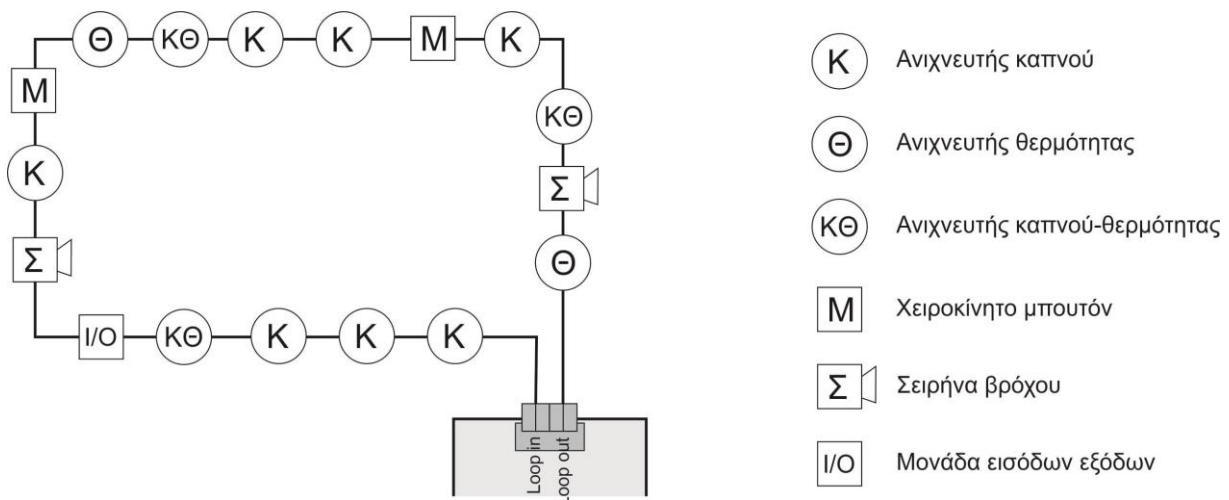 Θ ΚΘ Κ Κ Μ Κ
Μ
ΚΘ
Κ
Σ
Σ
Θ
I/O ΚΘ Κ Κ Κ
Loop in
Loop out
Κ Ανιχνευτής καπνού
Θ Ανιχνευτής θερμότητας
ΚΘ Ανιχνευτής καπνού-θερμότητας
Μ Χειροκίνητο μπουτόν
Σ Σειρήνα βρόχου
I/O Μονάδα εισόδων εξόδων